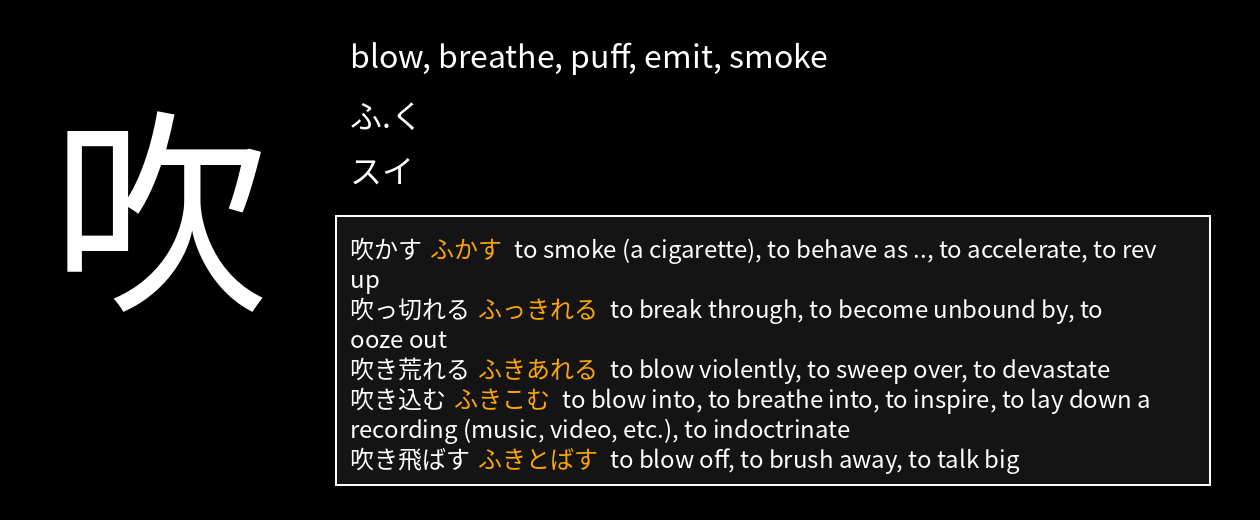 吹
blow, breathe, puff, emit, smoke
ふ.く
スイ
吹かす ふかす to smoke (a cigarette), to behave as .., to accelerate, to rev
up
吹っ切れる ふっきれる to break through, to become unbound by, to
ooze out
吹き荒れる ふきあれる to blow violently, to sweep over, to devastate
吹き込む ふきこむ to blow into, to breathe into, to inspire, to lay down a
recording (music, video, etc.), to indoctrinate
吹き飛ばす ふきとばす to blow off, to brush away, to talk big